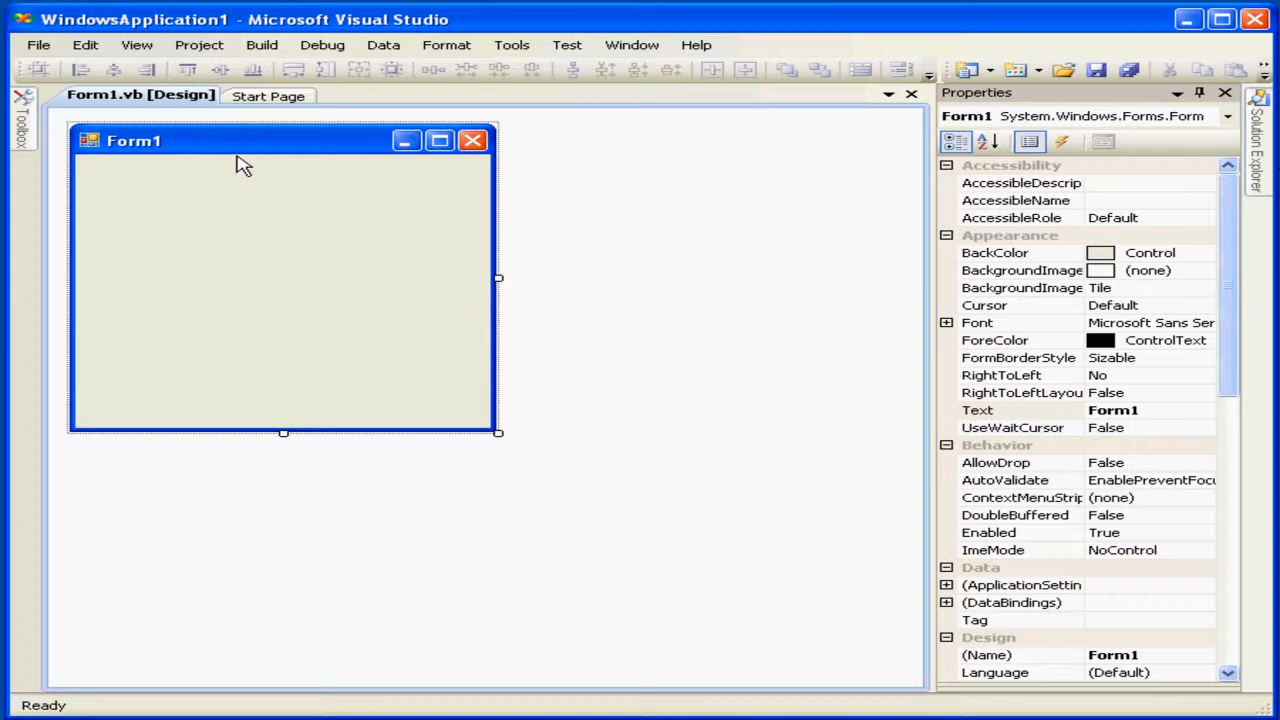 WindowsApplication1 - Microsoft Visual Studio
File Edit View Project Build Debug Data Format Tools Test Window Help
Form1.vb [Design] Start Page
Toolbox
Form1
Properties
Form1 System.Windows.Forms.Form
Solution Explorer
Accessibility
AccessibleDescrip
AccessibleName
AccessibleRole Default
Appearance
BackColor Control
BackgroundImage (none)
BackgroundImage Tile
Cursor Default
Font Microsoft Sans Ser
ForeColor ControlText
FormBorderStyle Sizable
RightToLeft No
RightToLeftLayou False
Text Form1
UseWaitCursor False
Behavior
AllowDrop False
AutoValidate EnablePreventFocu
ContextMenuStrip (none)
DoubleBuffered False
Enabled True
ImeMode NoControl
Data
(ApplicationSettin
(DataBindings)
Tag
Design
(Name) Form1
Language (Default)
Ready